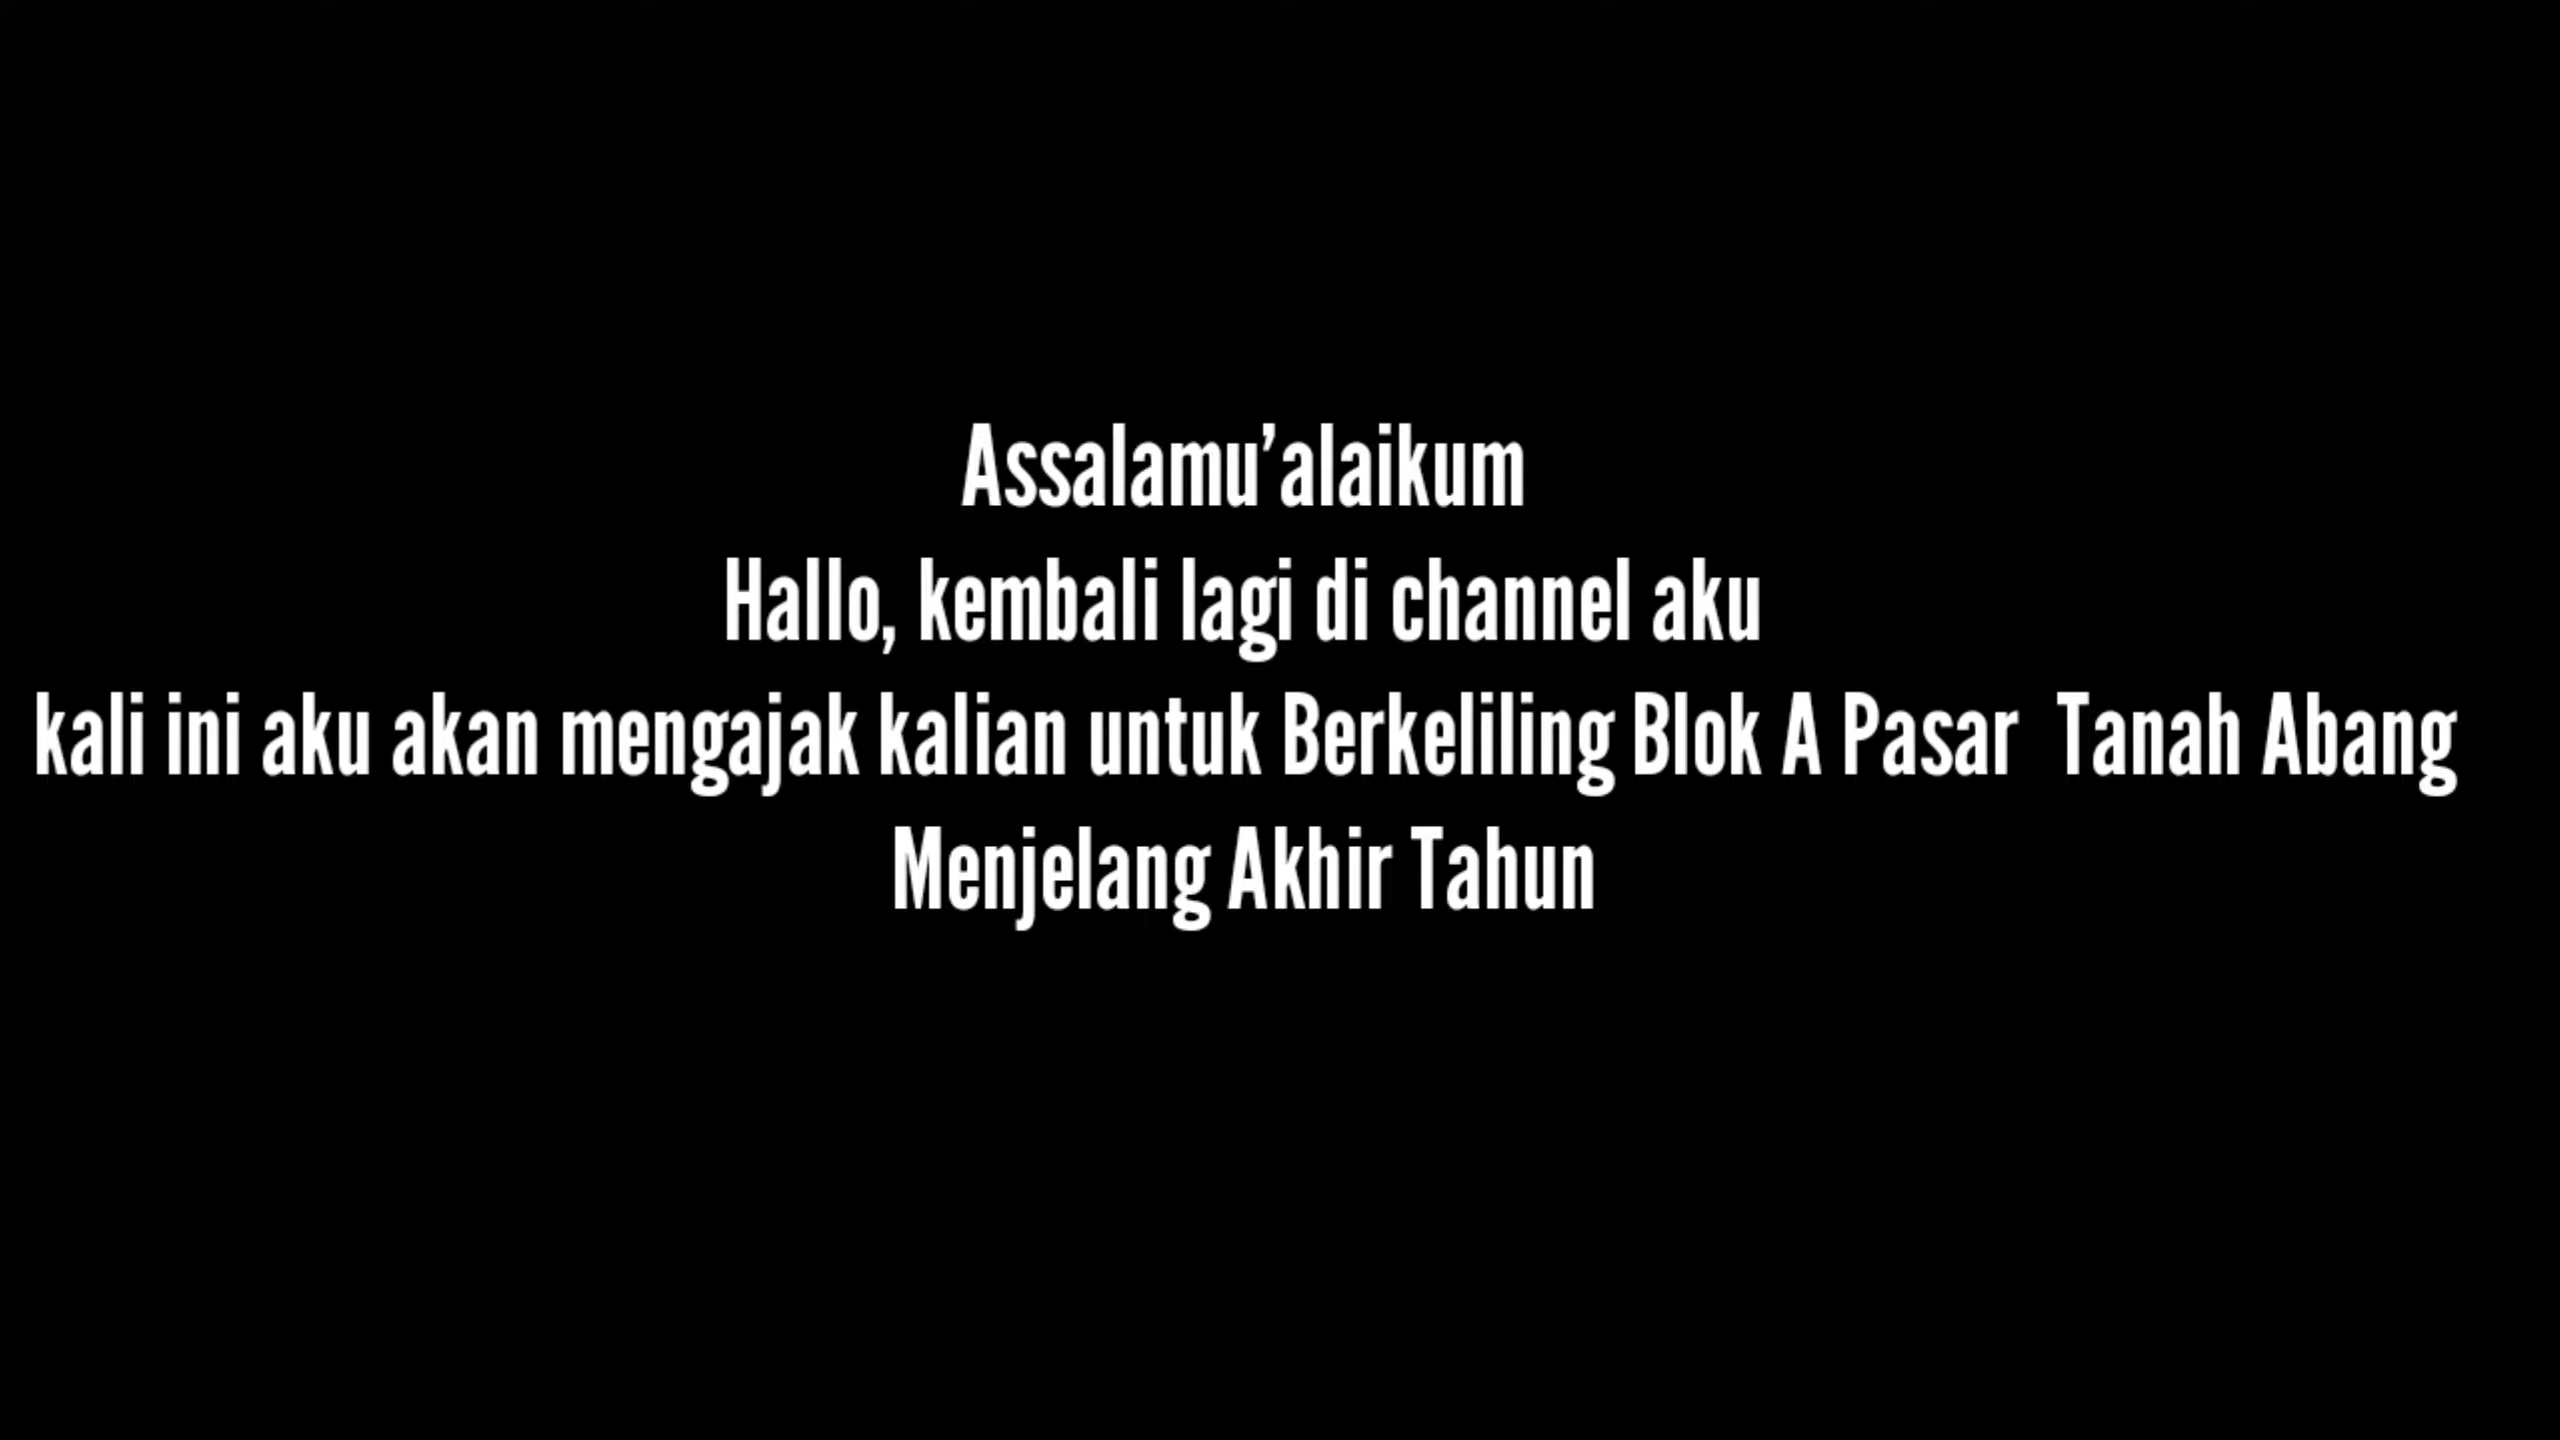 Assalamu’alaikum
Hallo, kembali lagi di channel aku
kali ini aku akan mengajak kalian untuk Berkeliling Blok A Pasar  Tanah Abang
Menjelang Akhir Tahun